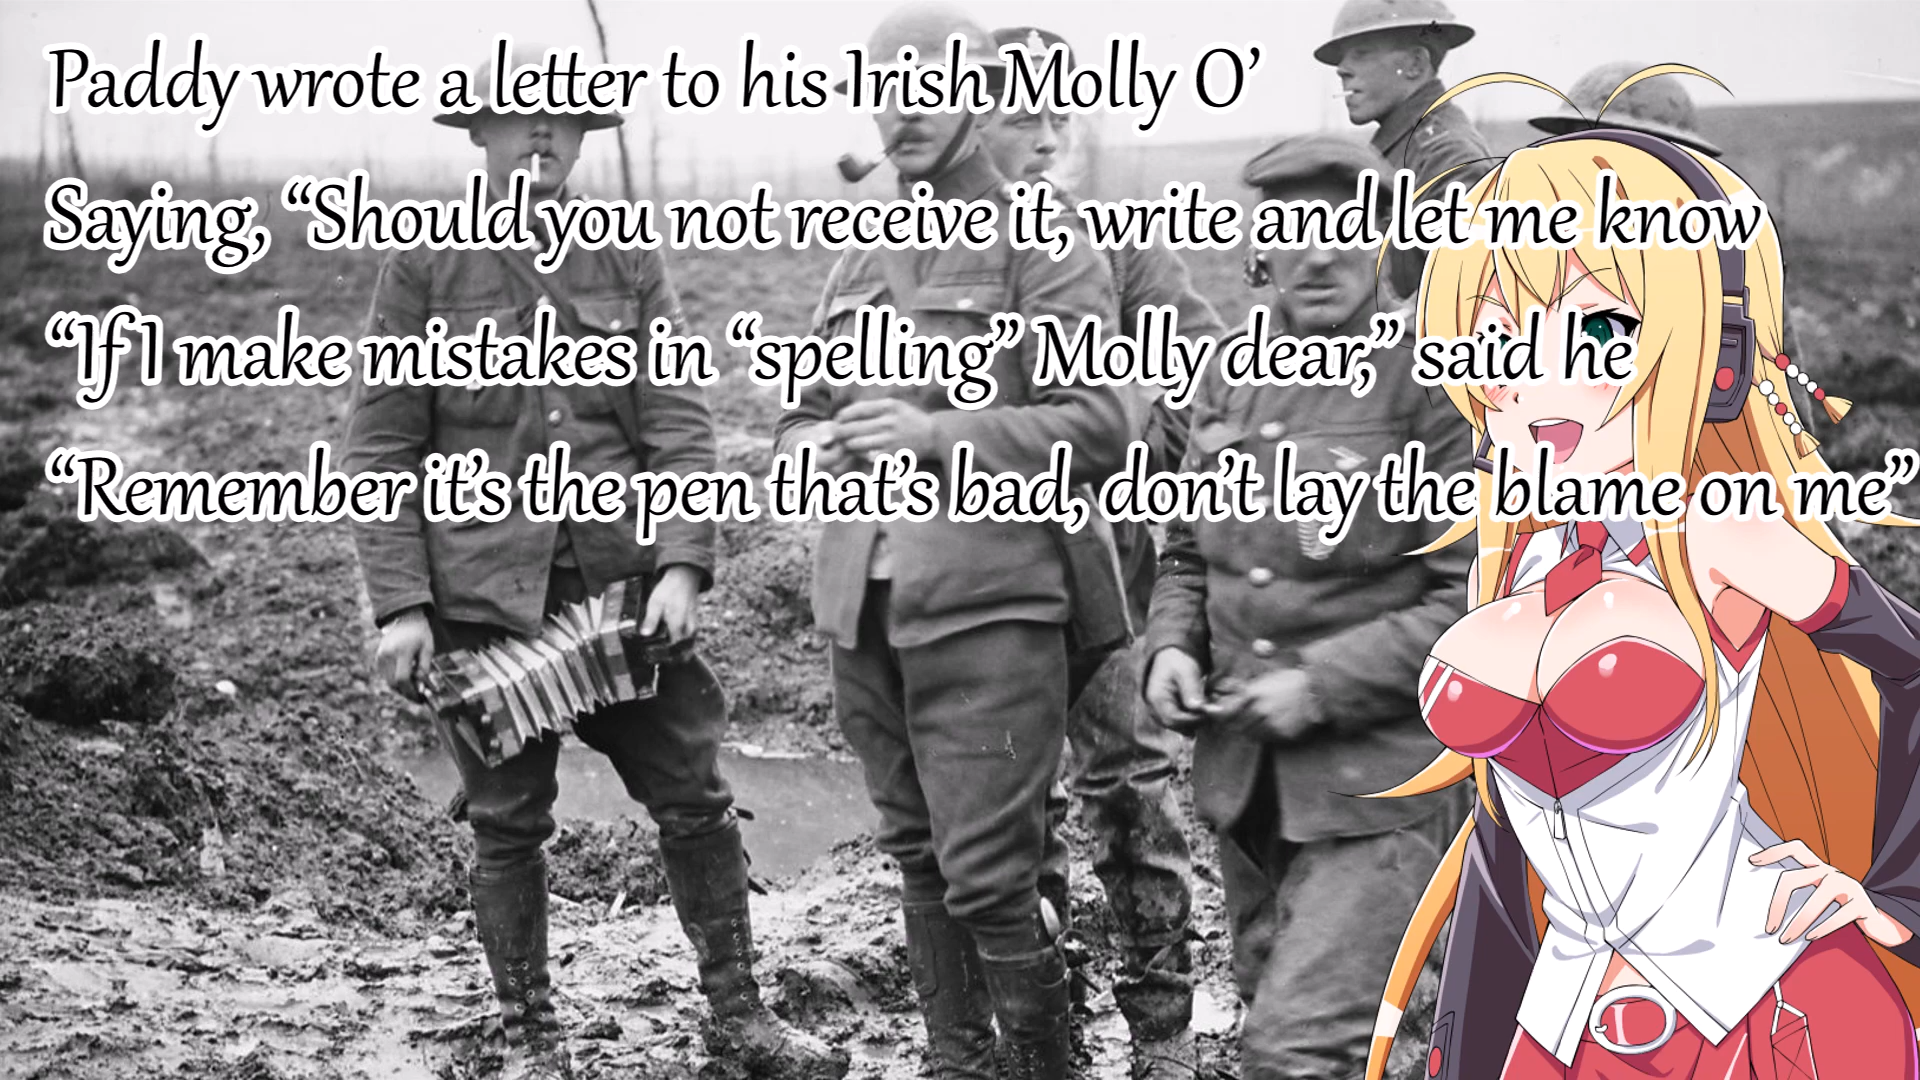 Paddy wrote a letter to his Irish Molly O’
Saying, “Should you not receive it, write and let me know
“If I make mistakes in “spelling” Molly dear,” said he
“Remember it’s the pen that’s bad, don’t lay the blame on me”